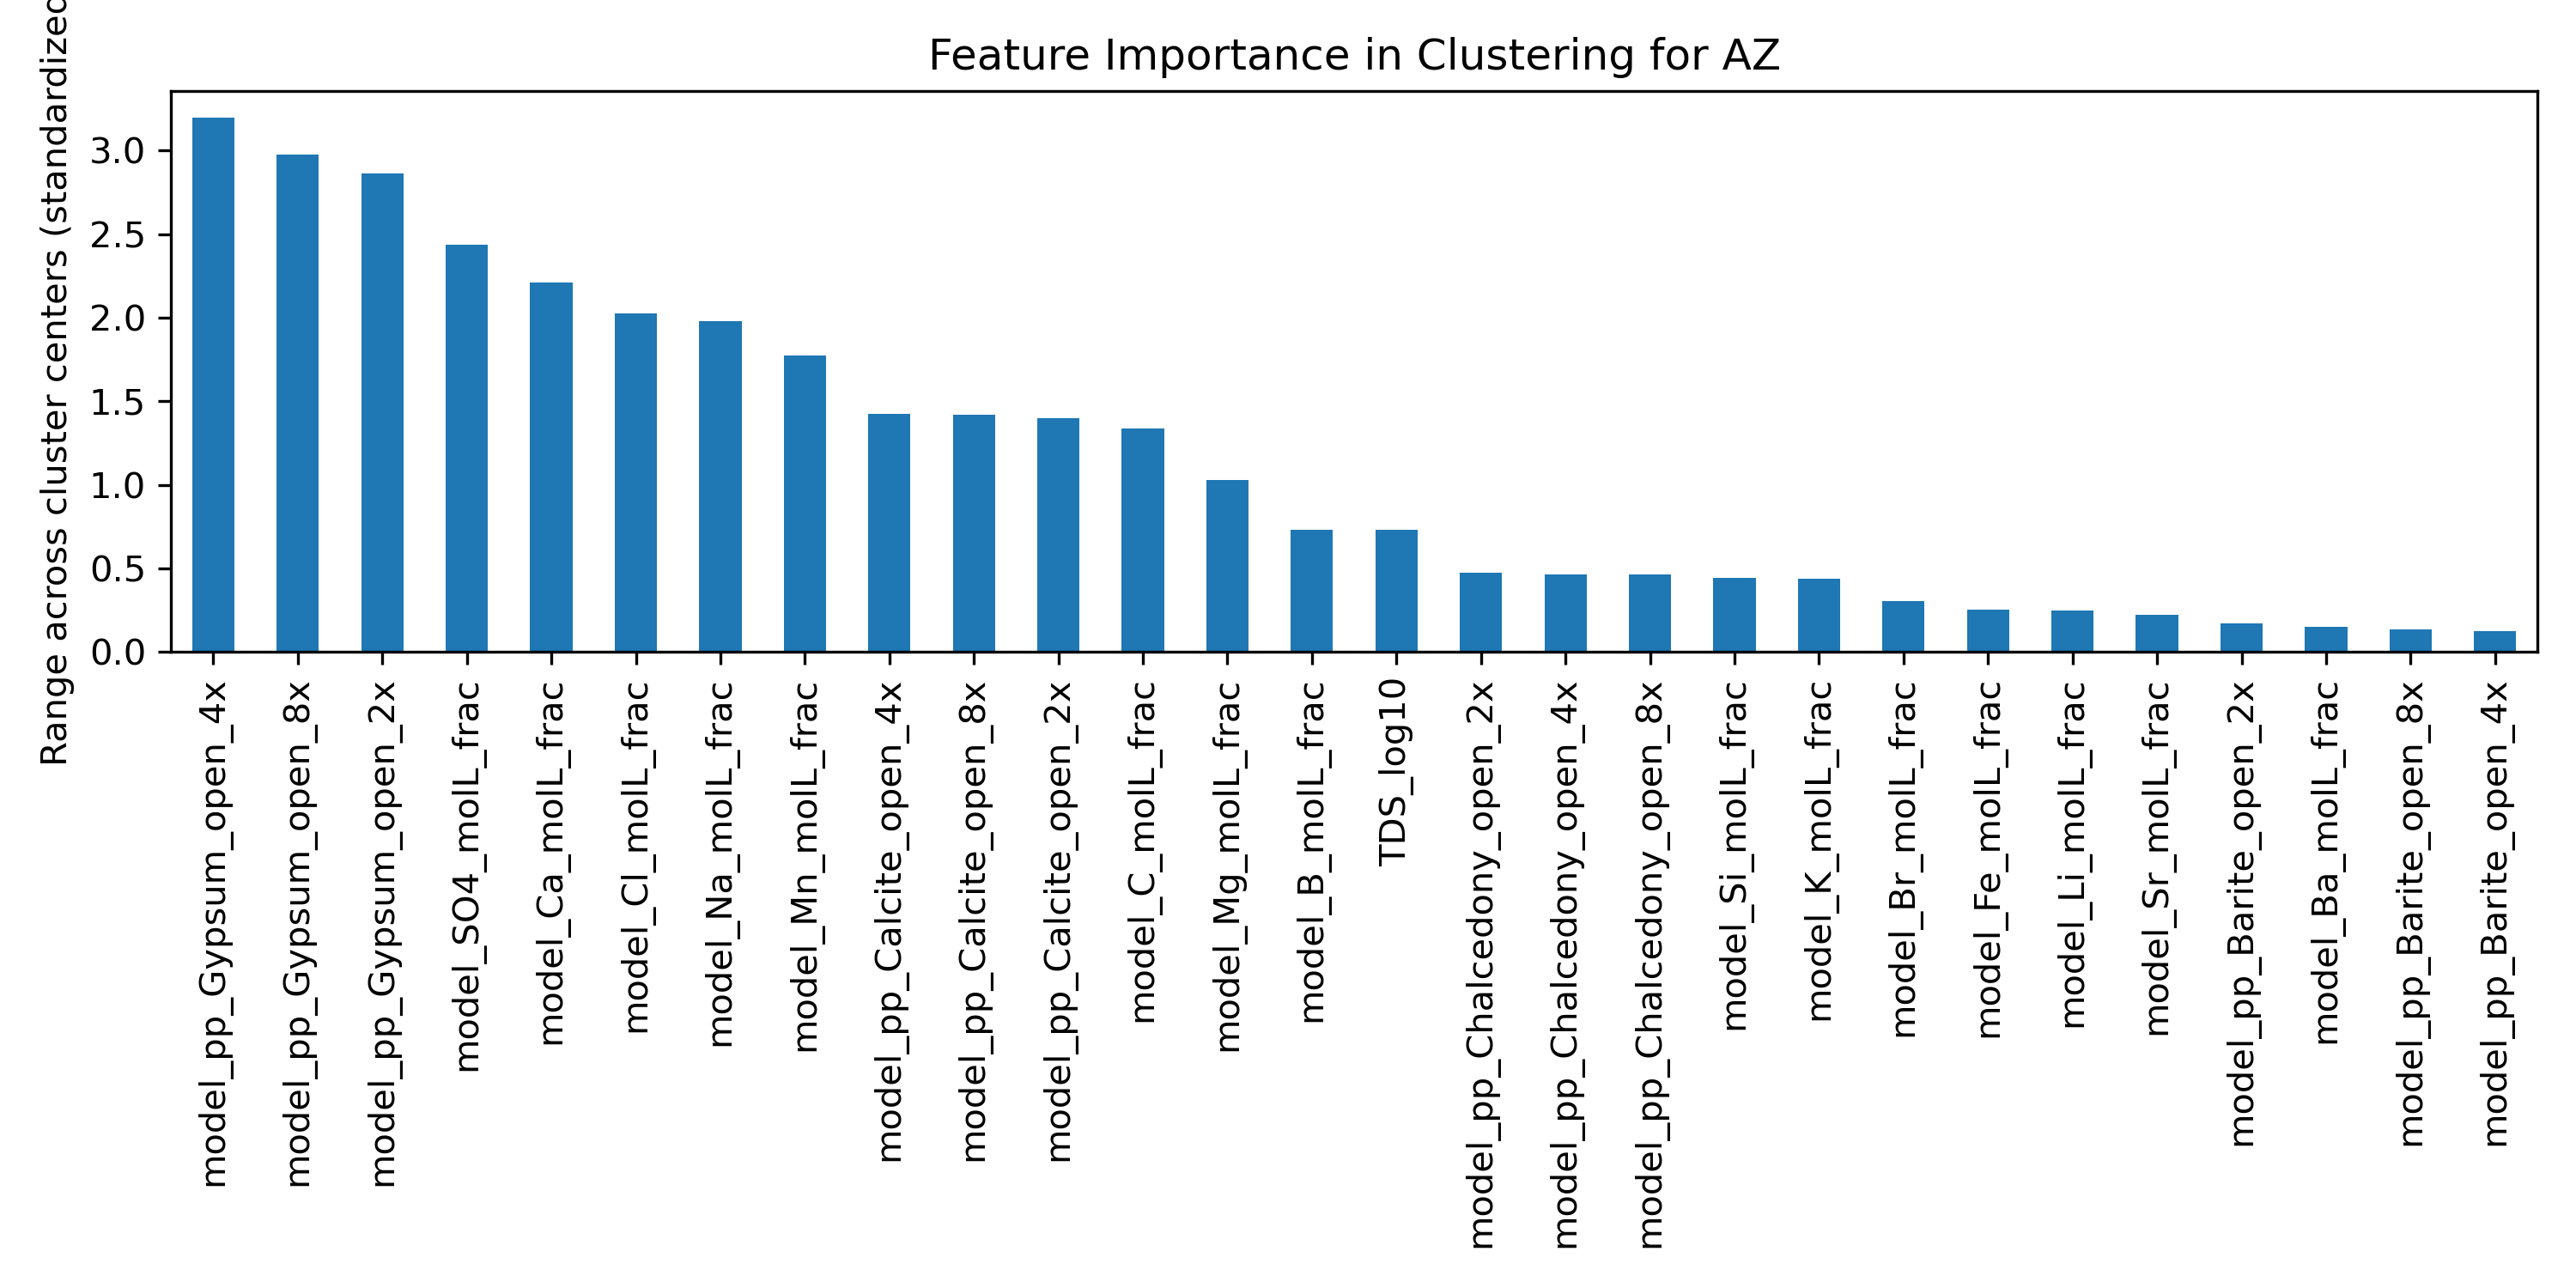 Feature Importance in Clustering for AZ
Range across cluster centers (standardized
3.0
2.5
2.0
1.5
1.0
0.5
0.0
model_pp_Gypsum_open_4x
model_pp_Gypsum_open_8x
model_pp_Gypsum_open_2x
model_SO4_molL_frac
model_Ca_molL_frac
model_Cl_molL_frac
model_Na_molL_frac
model_Mn_molL_frac
model_pp_Calcite_open_4x
model_pp_Calcite_open_8x
model_pp_Calcite_open_2x
model_C_molL_frac
model_Mg_molL_frac
model_B_molL_frac
TDS_log10
model_pp_Chalcedony_open_2x
model_pp_Chalcedony_open_4x
model_pp_Chalcedony_open_8x
model_Si_molL_frac
model_K_molL_frac
model_Br_molL_frac
model_Fe_molL_frac
model_Li_molL_frac
model_Sr_molL_frac
model_pp_Barite_open_2x
model_Ba_molL_frac
model_pp_Barite_open_8x
model_pp_Barite_open_4x